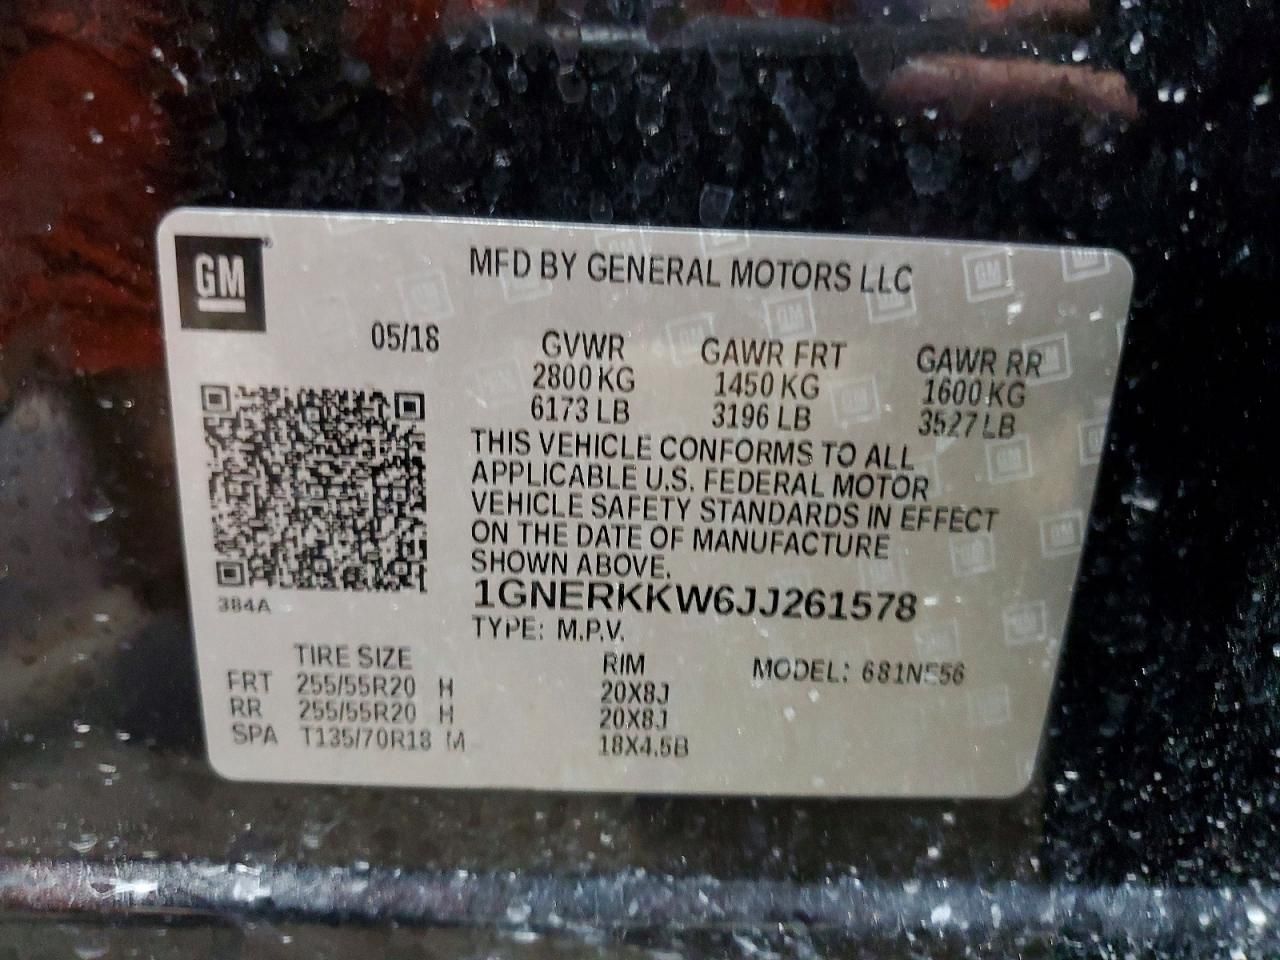 GM
MFD BY GENERAL MOTORS LLC
05/18
GVWR GAWR FRT GAWR RR
2800 KG 1450 KG 1600 KG
6173 LB 3196 LB 3527 LB
THIS VEHICLE CONFORMS TO ALL
APPLICABLE U.S. FEDERAL MOTOR
VEHICLE SAFETY STANDARDS IN EFFECT
ON THE DATE OF MANUFACTURE
SHOWN ABOVE.
384A
1GNERKKW6JJ261578
TYPE: M.P.V.
TIRE SIZE RIM MODEL:
FRT 255/55R20 H 20X8J
RR 255/55R20 H 20X8J
SPA T135/70R18 M 18X4.5B